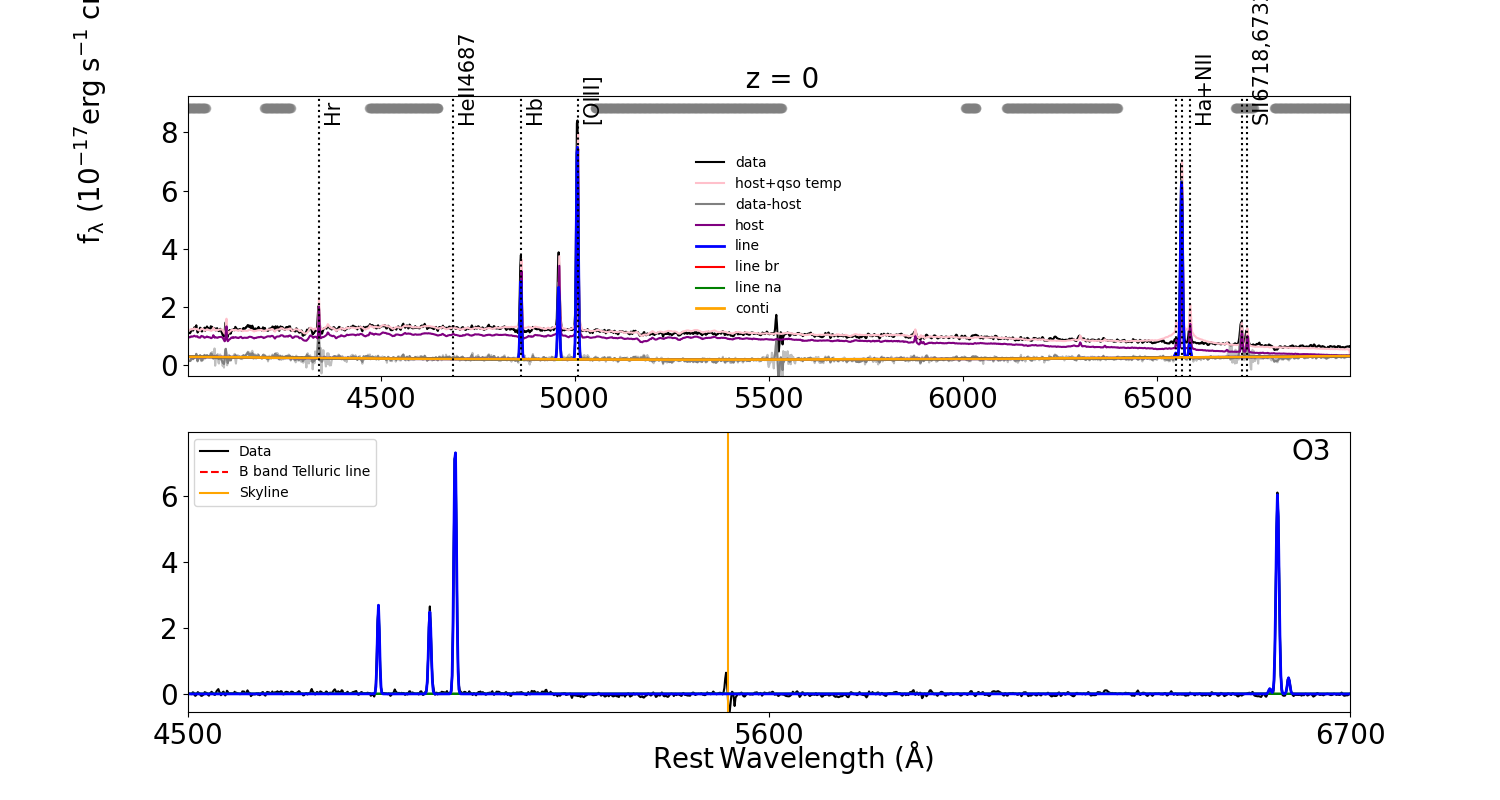 z = 0
f_λ (10^−17 erg s^−1
Hr
HeII4687
Hb
[OIII]
Ha+NII
SII6718,673
8
6
4
2
0
data
host+qso temp
data-host
host
line
line br
line na
conti
4500 5000 5500 6000 6500
O3
Data
B band Telluric line
Skyline
6
4
2
0
4500 5600 6700
Rest Wavelength (Å)